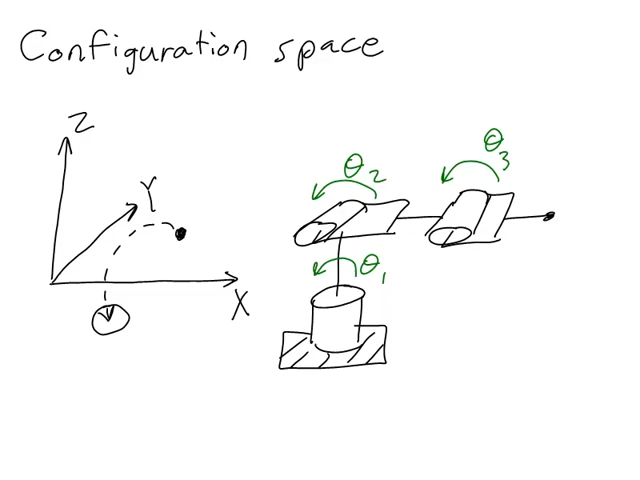 Configuration space
Z
Y
X
θ₂
θ₃
θ₁